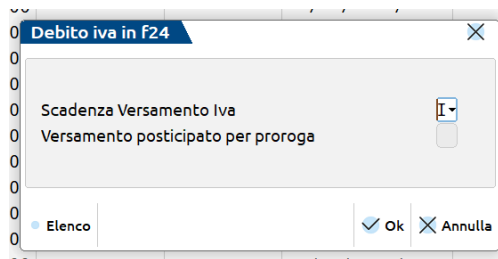 Debito iva in f24
Scadenza Versamento Iva I
Versamento posticipato per proroga
Elenco Ok Annulla